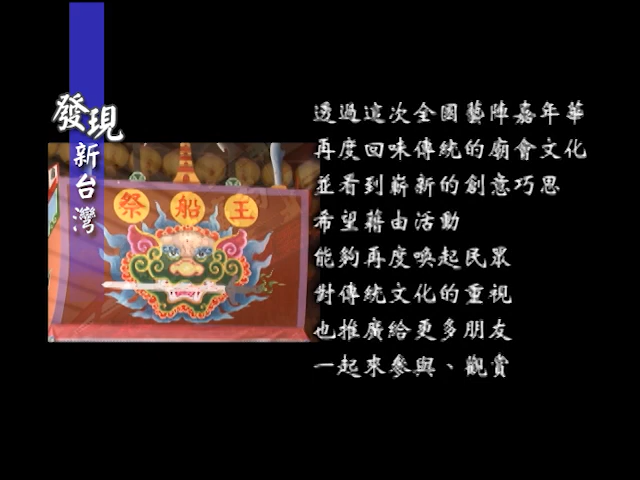 發現
新台灣
祭船王
透過這次全國藝陣嘉年華
再度回味傳統的廟會文化
並看到嶄新的創意巧思
希望藉由活動
能夠再度喚起民眾
對傳統文化的重視
也推廣給更多朋友
一起來參與、觀賞